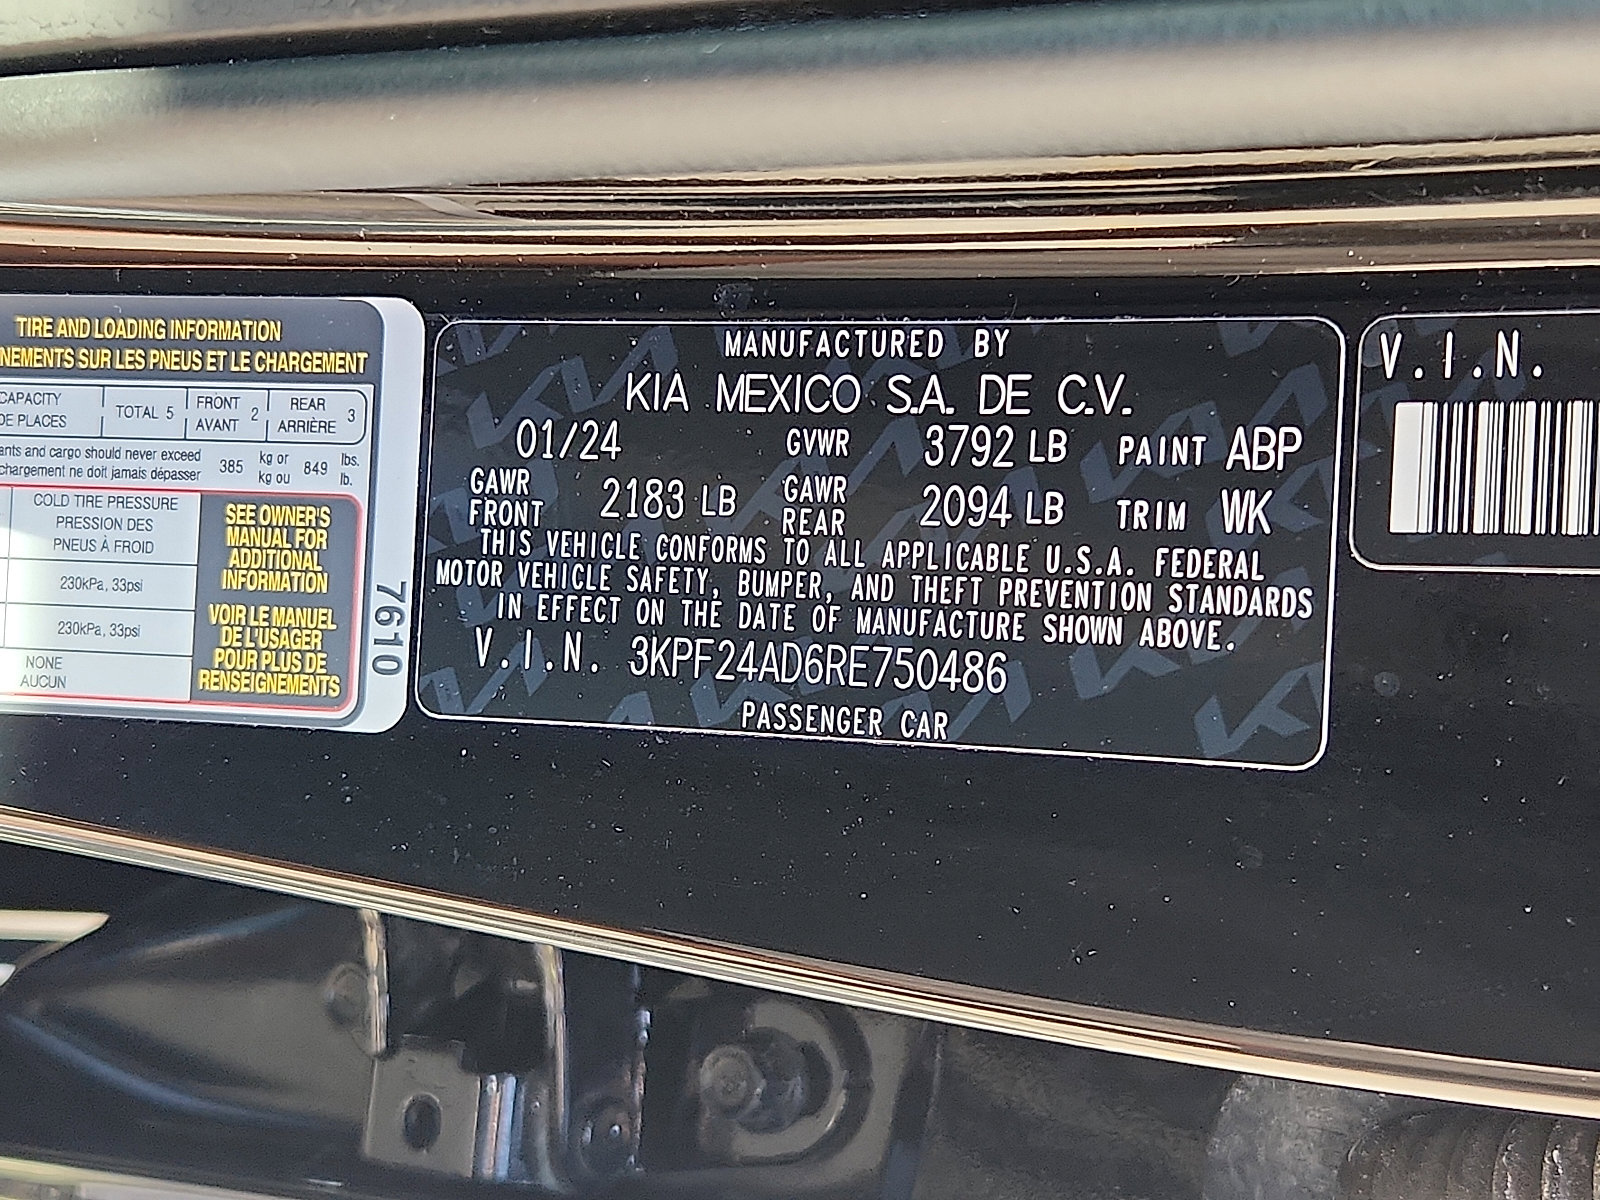 TIRE AND LOADING INFORMATION
SUR LES PNEUS ET LE CHARGEMENT
CAPACITY
DE PLACES
TOTAL 5
FRONT
AVANT
2
REAR
ARRIÈRE
3
and cargo should never exceed
chargement ne doit jamais dépasser
385
kg or
kg ou
849
lbs.
lb.
COLD TIRE PRESSURE
PRESSION DES
PNEUS À FROID
230kPa, 33psi
230kPa, 33psi
NONE
AUCUN
SEE OWNER'S
MANUAL FOR
ADDITIONAL
INFORMATION
VOIR LE MANUEL
DE L'USAGER
POUR PLUS DE
RENSEIGNEMENTS
7610
MANUFACTURED BY
KIA MEXICO S.A. DE C.V.
01/24 GVWR 3792 LB PAINT ABP
GAWR FRONT 2183 LB GAWR REAR 2094 LB TRIM WK
THIS VEHICLE CONFORMS TO ALL APPLICABLE U.S.A. FEDERAL
MOTOR VEHICLE SAFETY, BUMPER, AND THEFT PREVENTION STANDARDS
IN EFFECT ON THE DATE OF MANUFACTURE SHOWN ABOVE.
V.I.N. 3KPF24AD6RE750486
PASSENGER CAR
V.I.N.